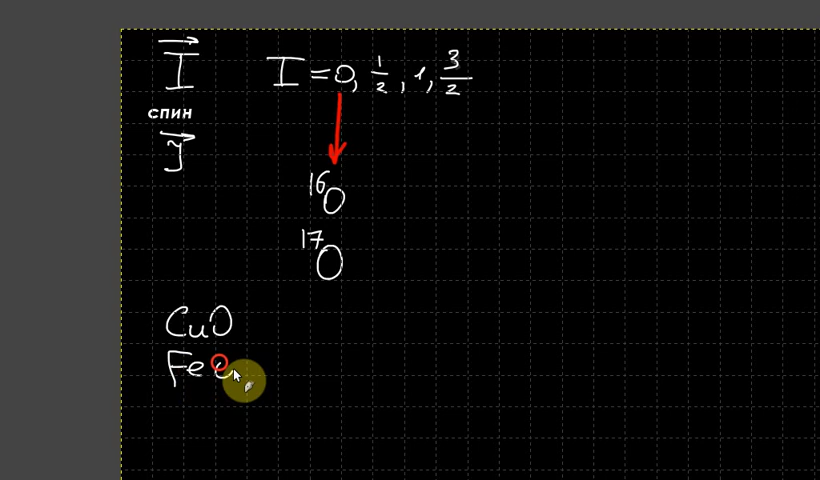 I I = 0, 1/2, 1, 3/2
спин
J
16O
17O
CuO
FeO